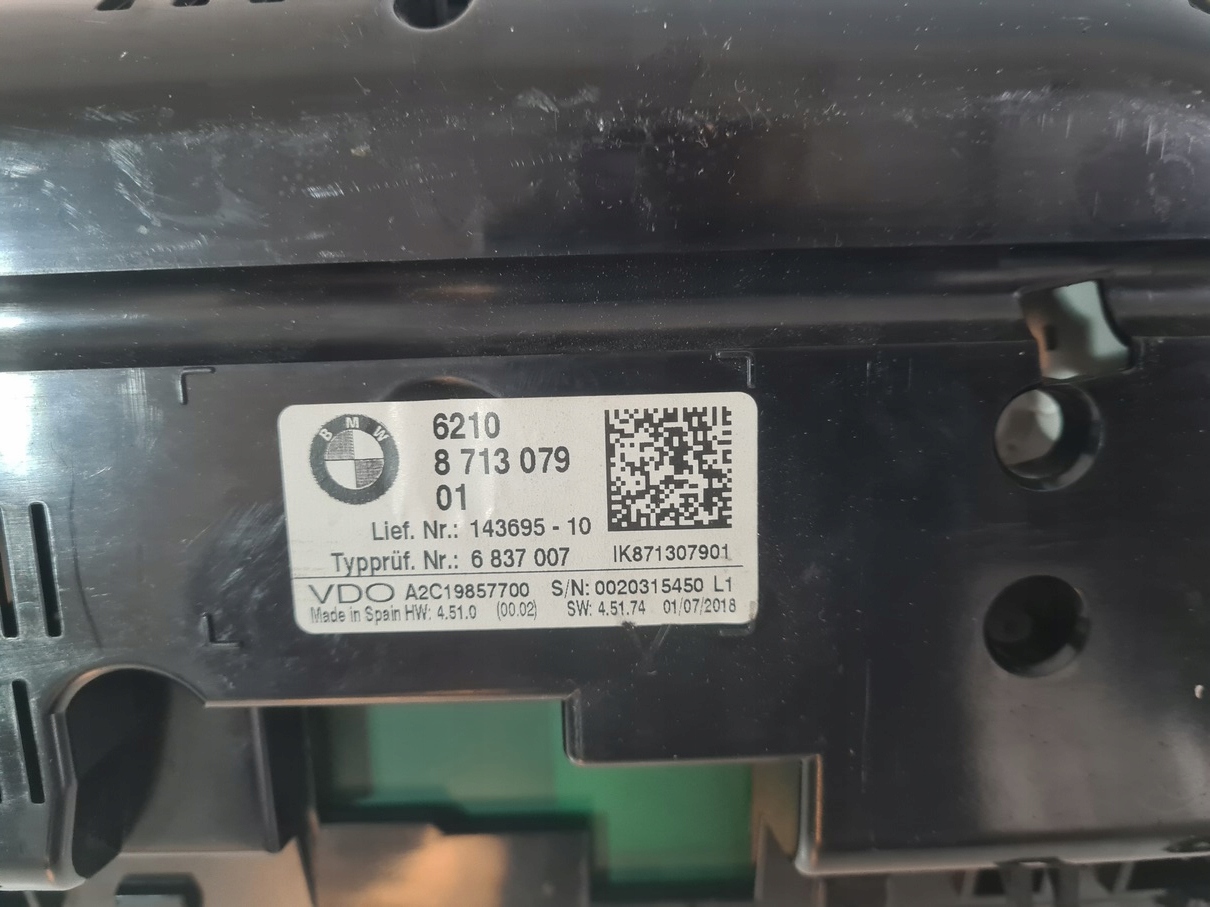 BMW
6210
8 713 079
01
Lief. Nr.: 143695 - 10
Typprüf. Nr.: 6 837 007
IK871307901
VDO A2C19857700 S/N: 0020315450 L1
Made in Spain HW: 4.51.0 (00.02) SW: 4.51.74 01/07/2018